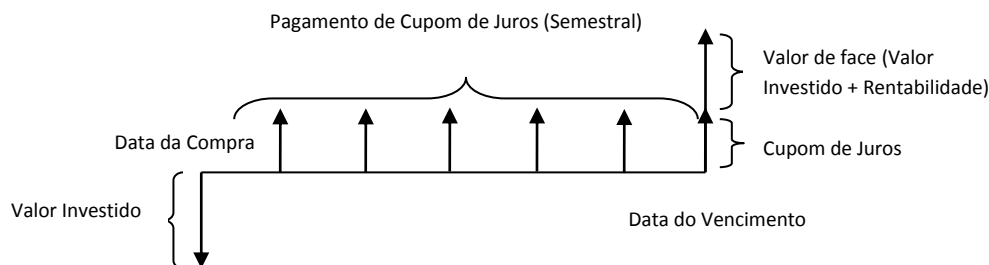 Pagamento de Cupom de Juros (Semestral)
Valor de face (Valor
Investido + Rentabilidade)
Data da Compra
Cupom de Juros
Valor Investido
Data do Vencimento